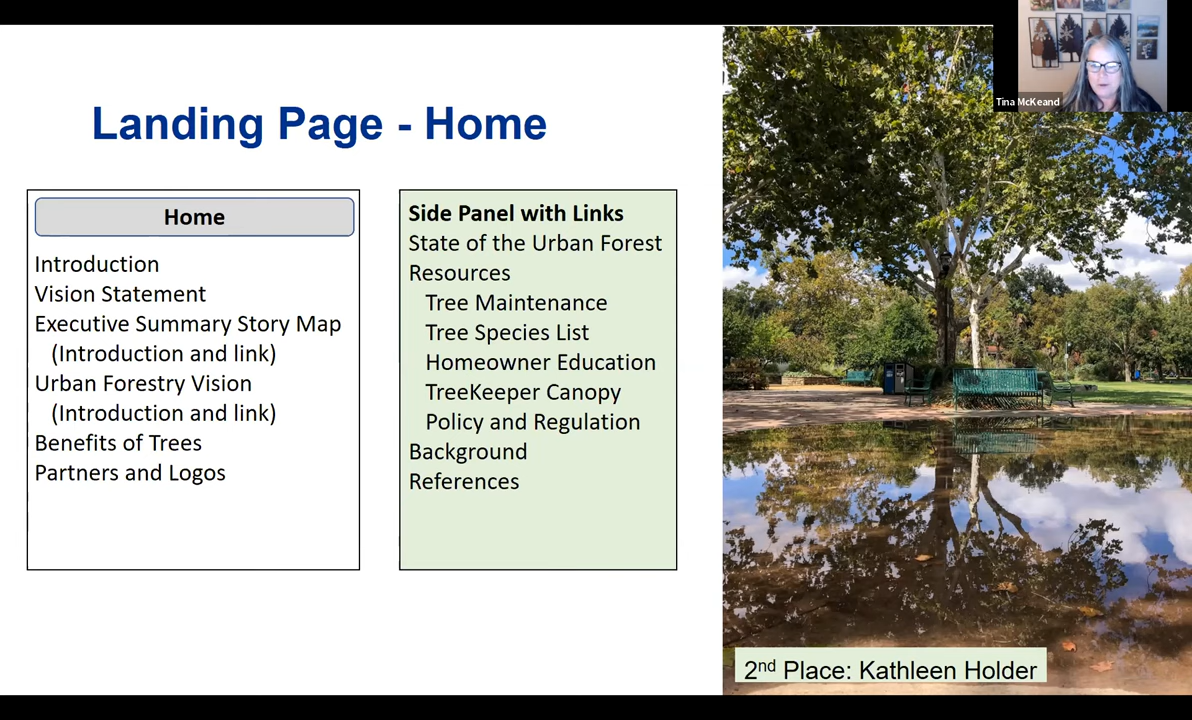 Tina McKeand
Landing Page - Home
Home
Introduction
Vision Statement
Executive Summary Story Map
(Introduction and link)
Urban Forestry Vision
(Introduction and link)
Benefits of Trees
Partners and Logos
Side Panel with Links
State of the Urban Forest
Resources
Tree Maintenance
Tree Species List
Homeowner Education
TreeKeeper Canopy
Policy and Regulation
Background
References
2nd Place: Kathleen Holder